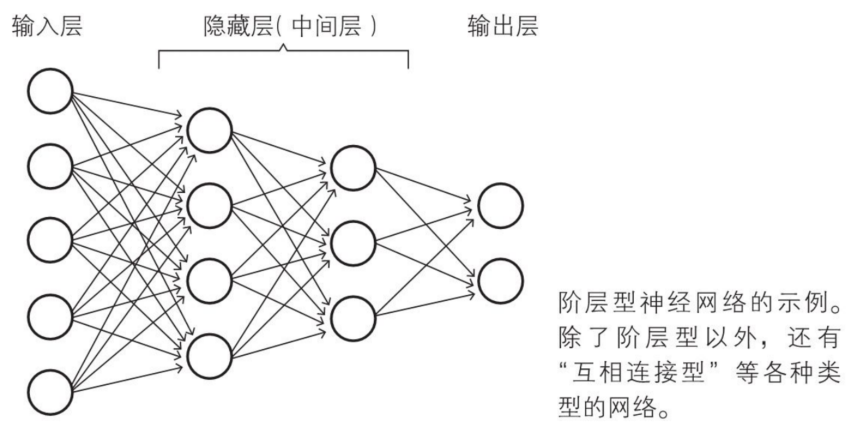 输入层
隐藏层(中间层)
输出层
阶层型神经网络的示例。
除了阶层型以外，还有
“互相连接型”等各种类
型的网络。